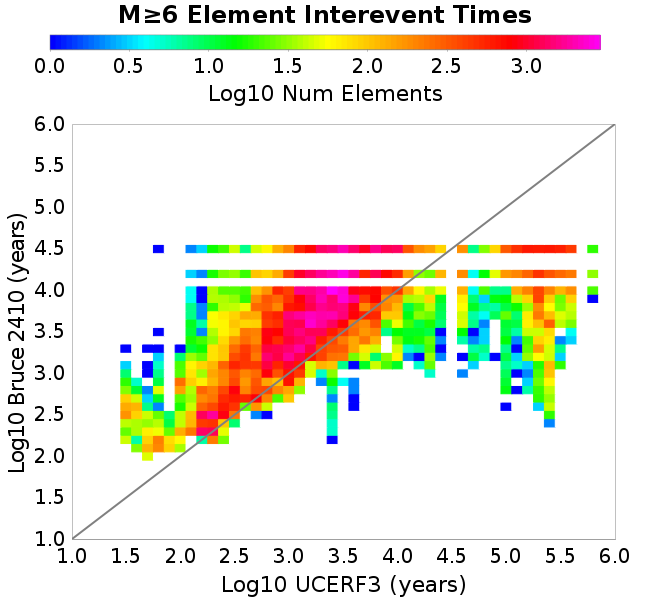 M≥6 Element Interevent Times
0.0 0.5 1.0 1.5 2.0 2.5 3.0
Log10 Num Elements
6.0
5.5
5.0
4.5
4.0
3.5
3.0
2.5
2.0
1.5
1.0
Log10 Bruce 2410 (years)
1.0 1.5 2.0 2.5 3.0 3.5 4.0 4.5 5.0 5.5 6.0
Log10 UCERF3 (years)